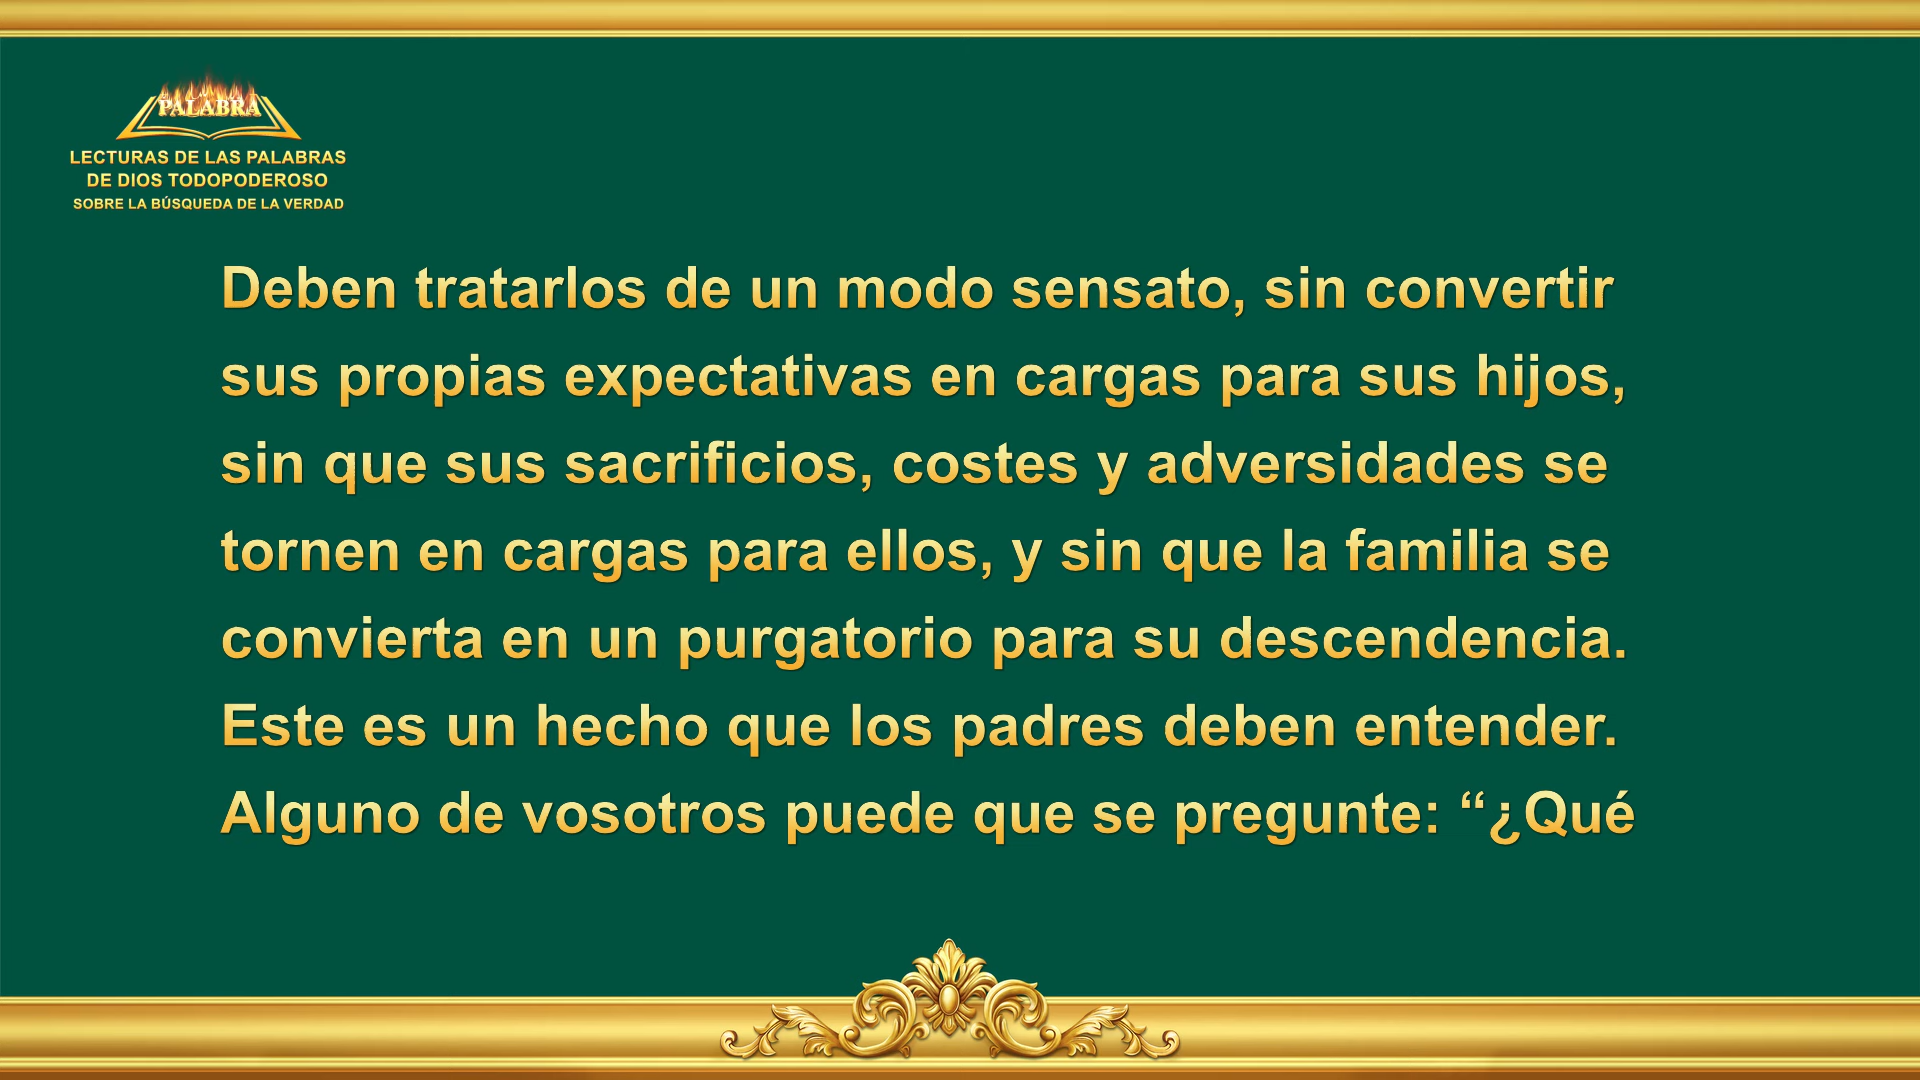 PALABRA
LECTURAS DE LAS PALABRAS
DE DIOS TODOPODEROSO
SOBRE LA BÚSQUEDA DE LA VERDAD
Deben tratarlos de un modo sensato, sin convertir
sus propias expectativas en cargas para sus hijos,
sin que sus sacrificios, costes y adversidades se
tornen en cargas para ellos, y sin que la familia se
convierta en un purgatorio para su descendencia.
Este es un hecho que los padres deben entender.
Alguno de vosotros puede que se pregunte: “¿Qué